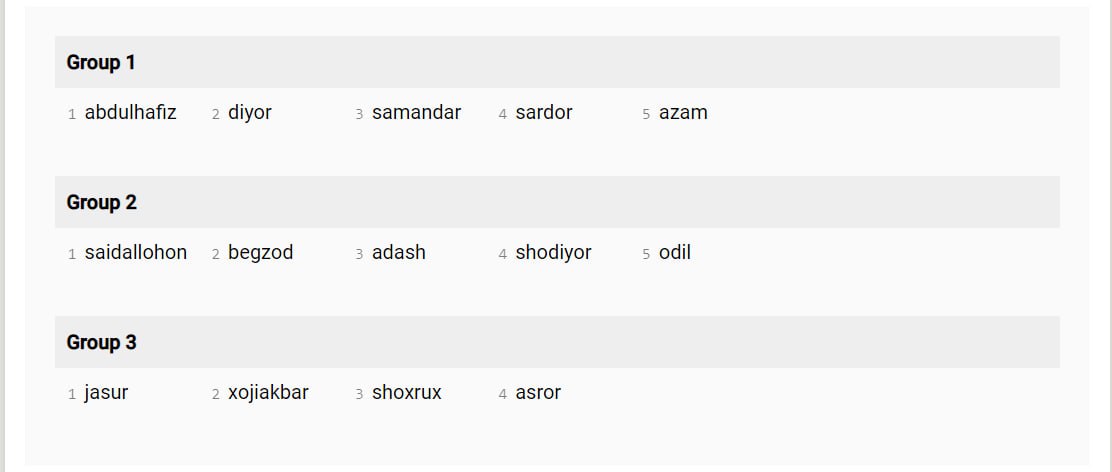 Group 1
1 abdulhafiz 2 diyor 3 samandar 4 sardor 5 azam
Group 2
1 saidallohon 2 begzod 3 adash 4 shodiyor 5 odil
Group 3
1 jasur 2 xojiakbar 3 shoxrux 4 asror